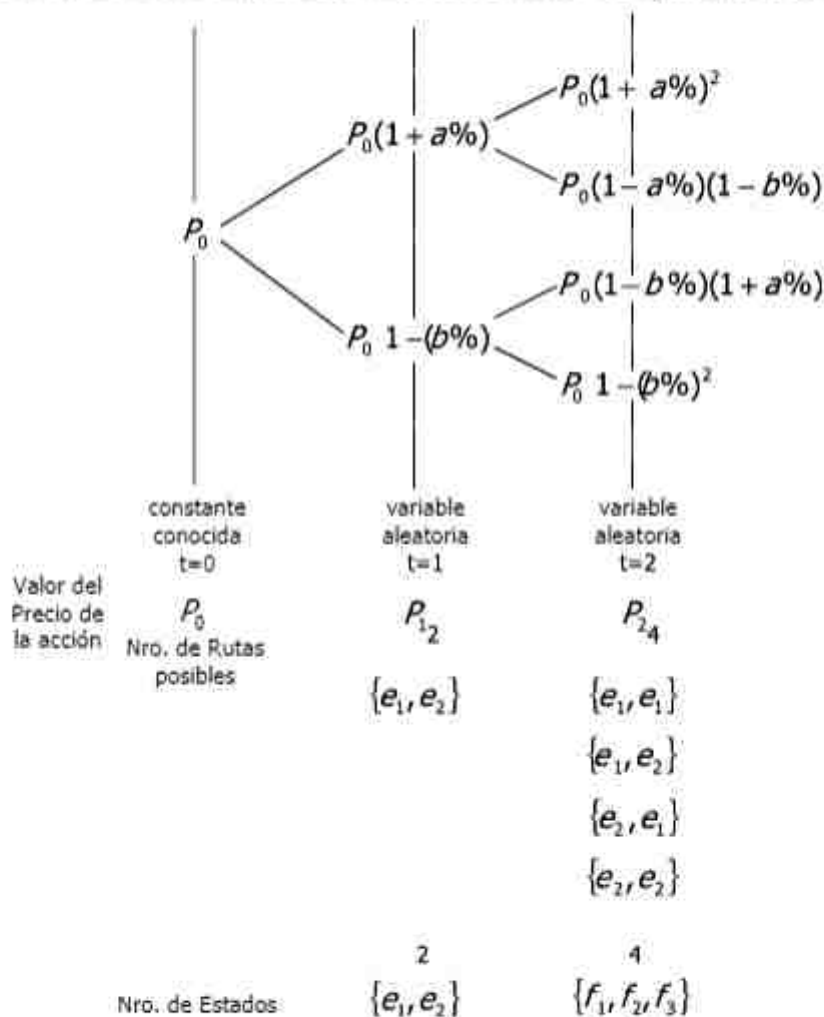 P₀(1 + a%)²
P₀(1 + a%)
P₀(1 − a%)(1 − b%)
P₀
P₀(1 − b%)(1 + a%)
P₀ 1 −(b%)
P₀ 1 −(b%)²
constante conocida t=0
variable aleatoria t=1
variable aleatoria t=2
Valor del Precio de la acción
P₀
P₁₂
P₂₄
Nro. de Rutas posibles
{e₁, e₂}
{e₁, e₁}
{e₁, e₂}
{e₂, e₁}
{e₂, e₂}
2
4
Nro. de Estados
{e₁, e₂}
{f₁, f₂, f₃}